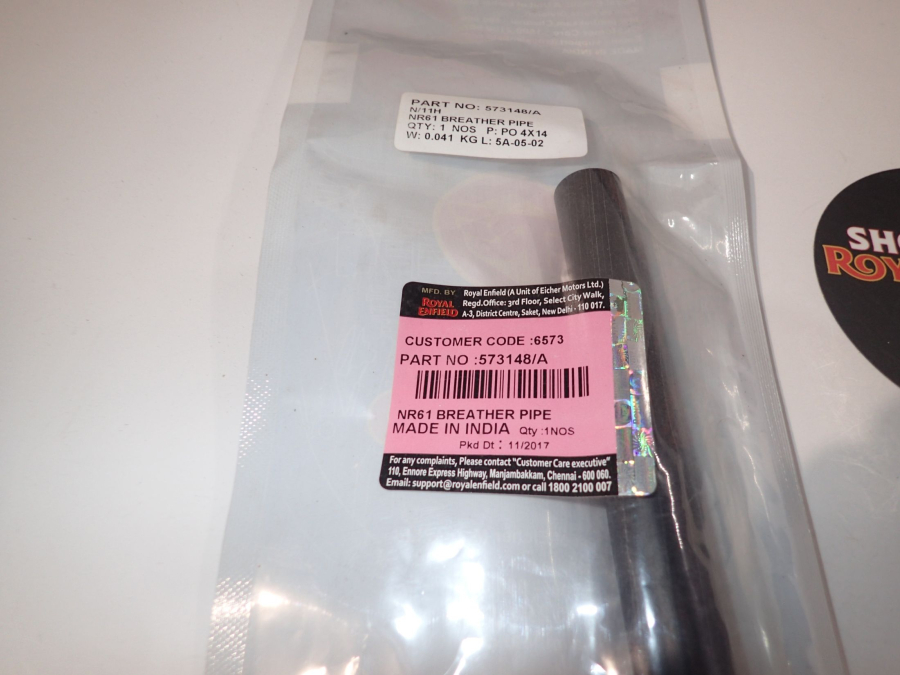 PART NO: 573148/A
N/11H
NR61 BREATHER PIPE
QTY: 1 NOS P: PO 4X14
W: 0.041 KG L: 5A-05-02
MFD. BY
ROYAL
ENFIELD
Royal Enfield (A Unit of Eicher Motors Ltd.)
Regd.Office: 3rd Floor, Select City Walk,
A-3, District Centre, Saket, New Delhi - 110 017.
CUSTOMER CODE :6573
PART NO :573148/A
NR61 BREATHER PIPE
MADE IN INDIA Qty :1NOS
Pkd Dt : 11/2017
For any complaints, Please contact "Customer Care executive"
110, Ennore Express Highway, Manjambakkam, Chennai - 600 060.
Email: support@royalenfield.com or call 1800 2100 007
SHO
ROY